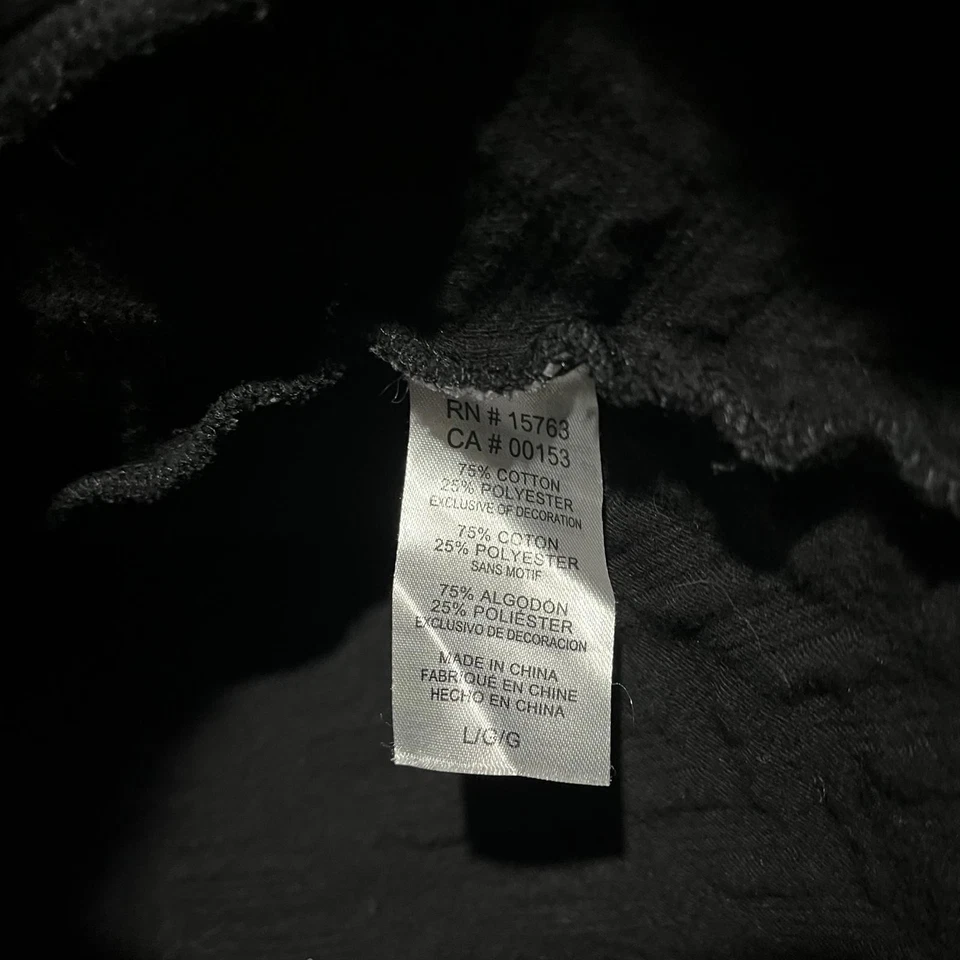 RN # 15763
CA # 00153
75% COTTON
25% POLYESTER
EXCLUSIVE OF DECORATION
75% COTON
25% POLYESTER
SANS MOTIF
75% ALGODÓN
25% POLIÉSTER
EXCLUSIVO DE DECORACION
MADE IN CHINA
FABRIQUÉ EN CHINE
HECHO EN CHINA
L/G/G